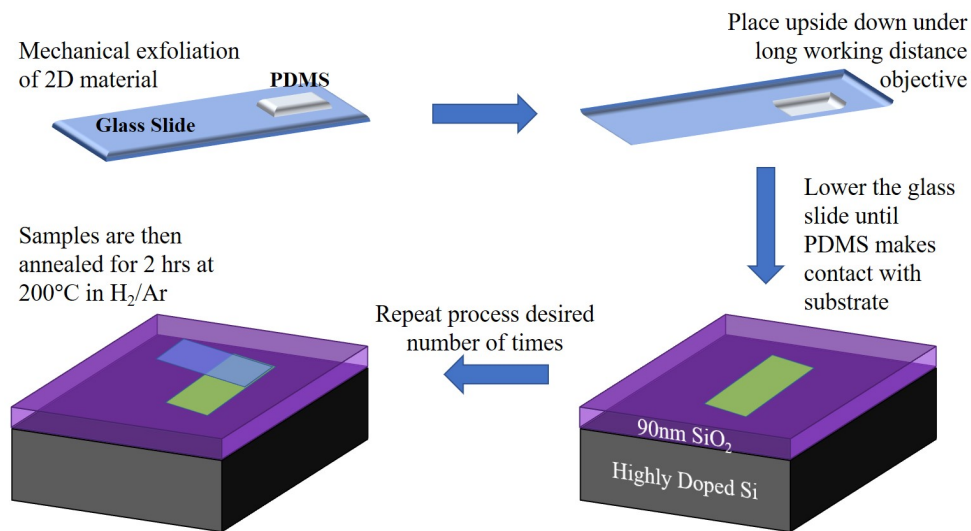 Mechanical exfoliation
of 2D material
PDMS
Glass Slide
Place upside down under
long working distance
objective
Lower the glass
slide until
PDMS makes
contact with
substrate
90nm SiO₂
Highly Doped Si
Repeat process desired
number of times
Samples are then
annealed for 2 hrs at
200°C in H₂/Ar